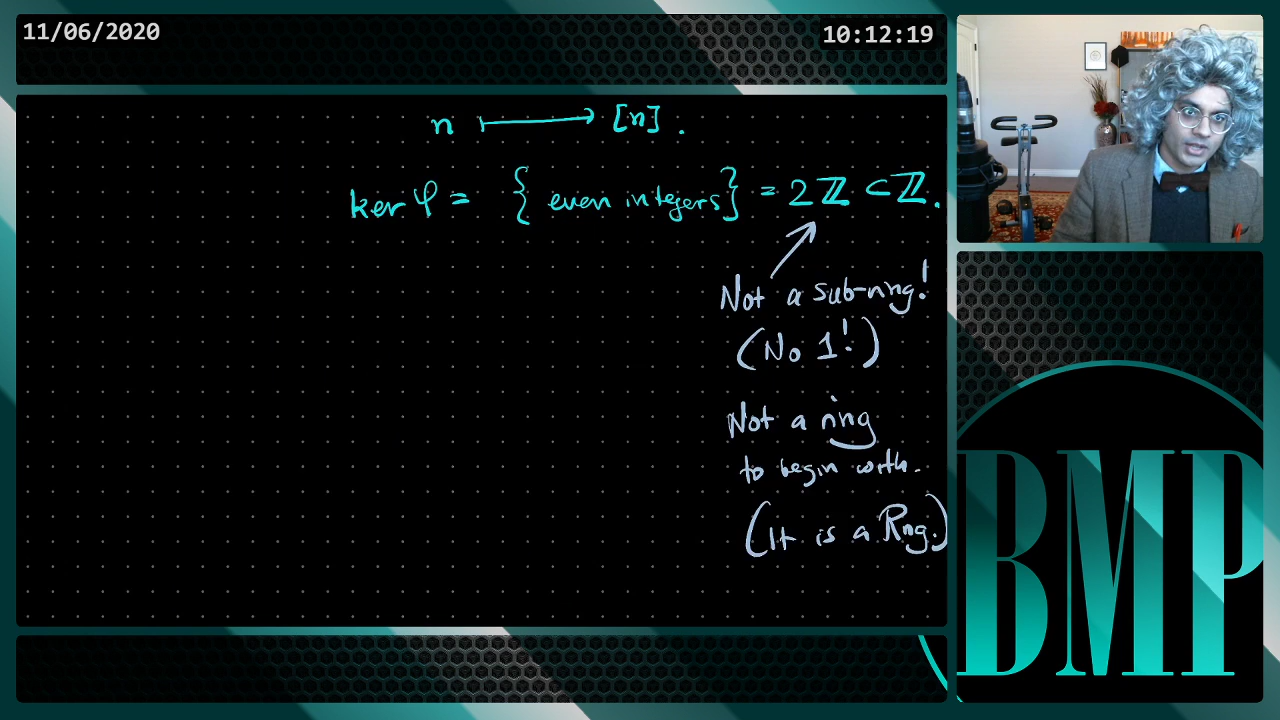 11/06/2020
10:12:19
n ⟼ [n].
ker φ = { even integers } = 2ℤ ⊂ ℤ.
Not a sub-ring!
(No 1!)
Not a ring
to begin with.
(It is a Rng.)
BMP